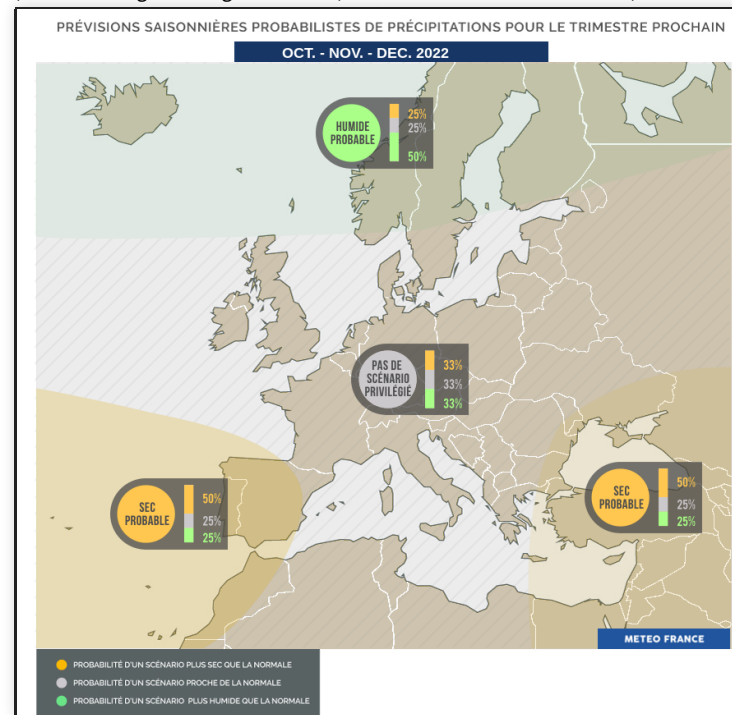 PRÉVISIONS SAISONNIÈRES PROBABILISTES DE PRÉCIPITATIONS POUR LE TRIMESTRE PROCHAIN
OCT. - NOV. - DEC. 2022
HUMIDE
PROBABLE
25%
25%
50%
PAS DE
SCÉNARIO
PRIVILÉGIÉ
33%
33%
33%
SEC
PROBABLE
50%
25%
25%
SEC
PROBABLE
50%
25%
25%
METEO FRANCE
PROBABILITÉ D'UN SCÉNARIO PLUS SEC QUE LA NORMALE
PROBABILITÉ D'UN SCÉNARIO PROCHE DE LA NORMALE
PROBABILITÉ D'UN SCÉNARIO PLUS HUMIDE QUE LA NORMALE